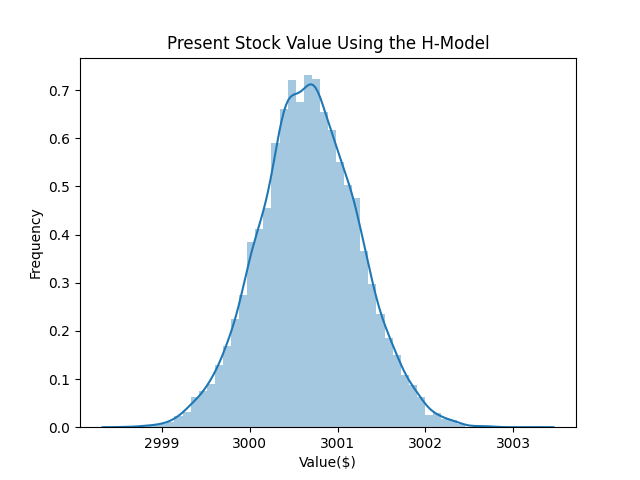 Present Stock Value Using the H-Model
0.7
0.6
0.5
0.4
0.3
0.2
0.1
0.0
Frequency
2999 3000 3001 3002 3003
Value($)